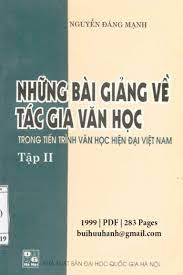 NGUYỄN ĐĂNG MẠNH
NHỮNG BÀI GIẢNG VỀ
TÁC GIA VĂN HỌC
TRONG TIẾN TRÌNH VĂN HỌC HIỆN ĐẠI VIỆT NAM
Tập II
1999 | PDF | 283 Pages
buihuuhanh@gmail.com
19
NHÀ XUẤT BẢN ĐẠI HỌC QUỐC GIA HÀ NỘI